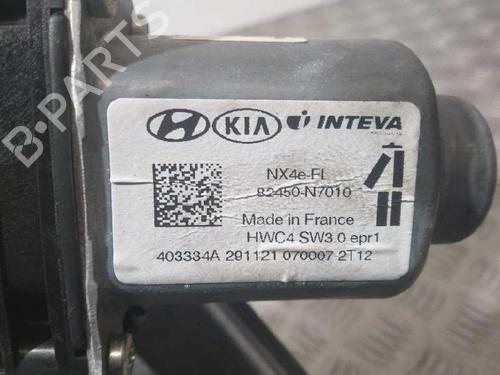 KIA INTEVA
NX4e-FL
82450-N7010
Made in France
HWC4 SW3.0 epr1
403334A 291121 070007 2T12
B-PARTS